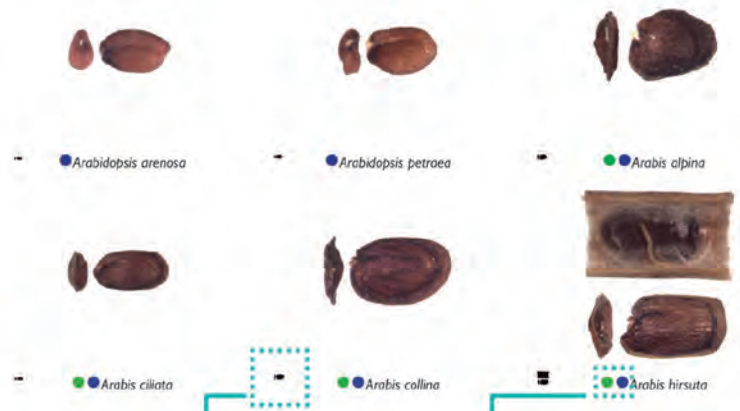 Arabidopsis arenosa
Arabidopsis petraea
Arabis alpina
Arabis ciliata
Arabis collina
Arabis hirsuta